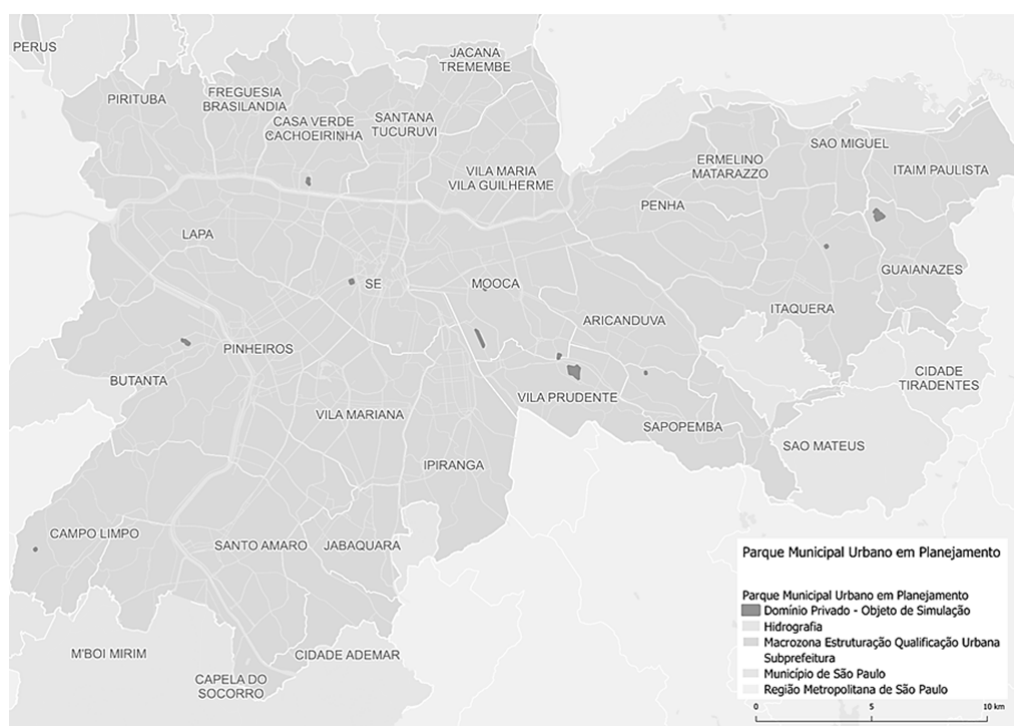 PERUS
JACANA
TREMEMBE
PIRITUBA
FREGUESIA
BRASILANDIA
CASA VERDE
CACHOEIRINHA
SANTANA
TUCURUVI
SAO MIGUEL
ERMELINO
MATARAZZO
ITAIM PAULISTA
VILA MARIA
VILA GUILHERME
PENHA
LAPA
GUAIANAZES
SE
MOOCA
ITAQUERA
ARICANDUVA
PINHEIROS
BUTANTA
CIDADE
TIRADENTES
VILA PRUDENTE
VILA MARIANA
SAPOPEMBA
SAO MATEUS
IPIRANGA
CAMPO LIMPO
SANTO AMARO
JABAQUARA
M'BOI MIRIM
CIDADE ADEMAR
CAPELA DO
SOCORRO
Parque Municipal Urbano em Planejamento
Parque Municipal Urbano em Planejamento
Domínio Privado - Objeto de Simulação
Hidrografia
Macrozona Estruturação Qualificação Urbana
Subprefeitura
Município de São Paulo
Região Metropolitana de São Paulo
0 5 10 km